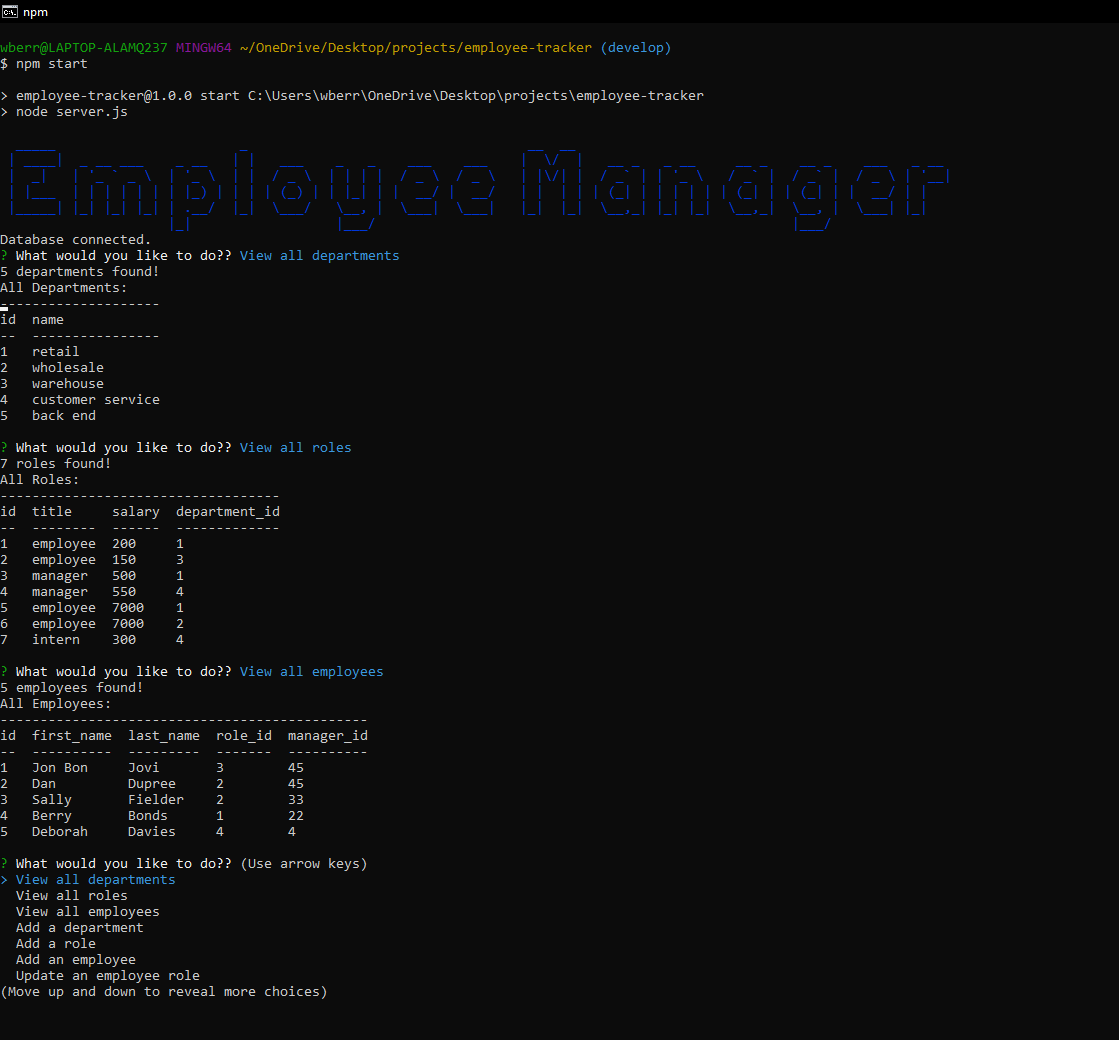 npm
wberr@LAPTOP-ALAMQ237 MINGW64 ~/OneDrive/Desktop/projects/employee-tracker (develop)
$ npm start
> employee-tracker@1.0.0 start C:\Users\wberr\OneDrive\Desktop\projects\employee-tracker
> node server.js
Employee Manager
Database connected.
? What would you like to do?? View all departments
5 departments found!
All Departments:
--------------------
id  name
--  ----------------
1   retail
2   wholesale
3   warehouse
4   customer service
5   back end
? What would you like to do?? View all roles
7 roles found!
All Roles:
-----------------------------------
id  title     salary  department_id
--  --------  ------  -------------
1   employee  200     1
2   employee  150     3
3   manager   500     1
4   manager   550     4
5   employee  7000    1
6   employee  7000    2
7   intern    300     4
? What would you like to do?? View all employees
5 employees found!
All Employees:
----------------------------------------------
id  first_name  last_name  role_id  manager_id
--  ----------  ---------  -------  ----------
1   Jon Bon     Jovi       3        45
2   Dan         Dupree     2        45
3   Sally       Fielder    2        33
4   Berry       Bonds      1        22
5   Deborah     Davies     4        4
? What would you like to do?? (Use arrow keys)
> View all departments
  View all roles
  View all employees
  Add a department
  Add a role
  Add an employee
  Update an employee role
(Move up and down to reveal more choices)